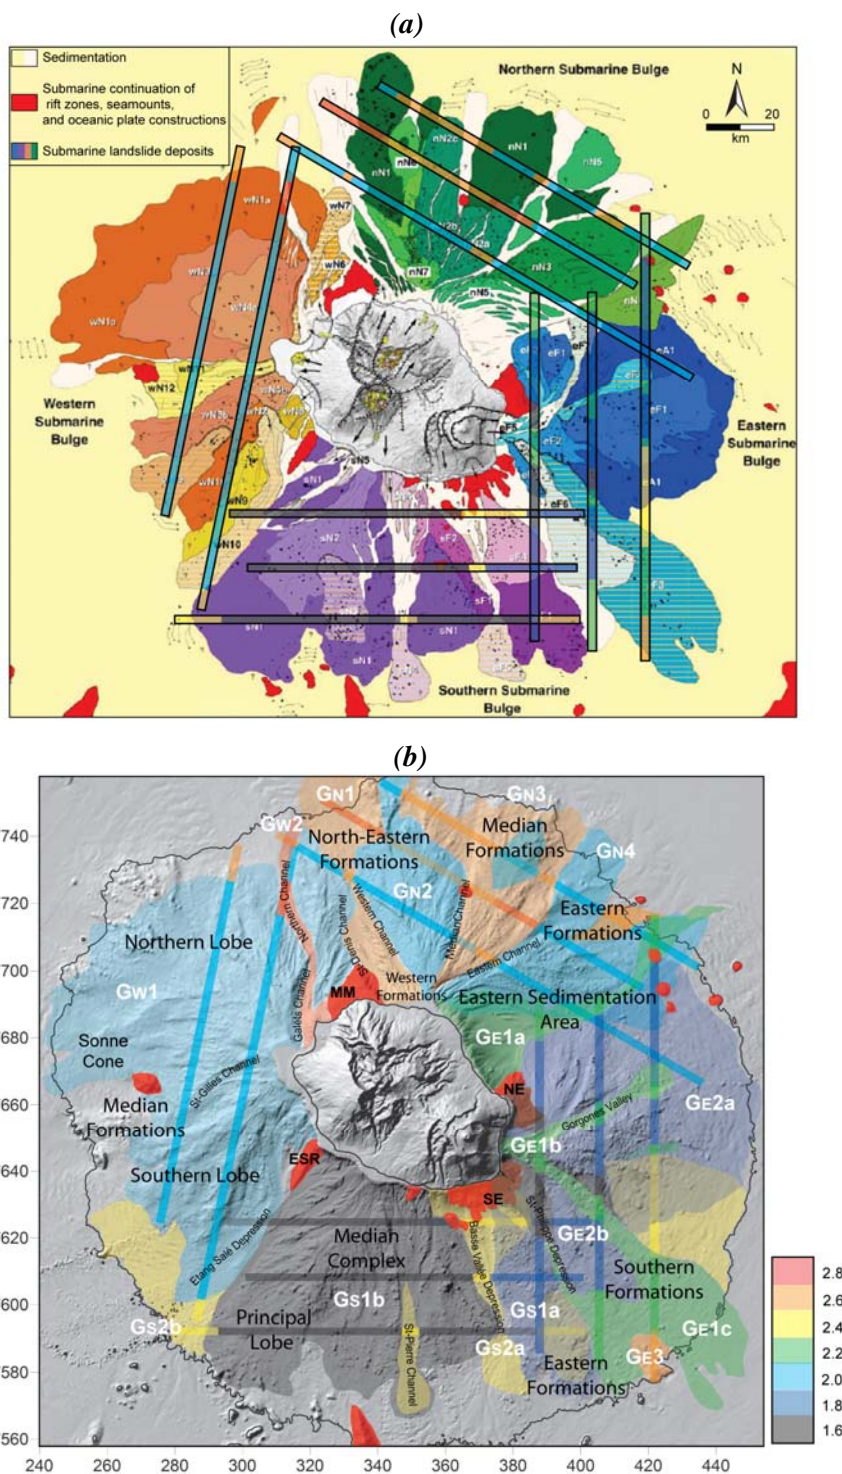 (a)
Sedimentation
Submarine continuation of
rift zones, seamounts,
and oceanic plate constructions
Submarine landslide deposits
Northern Submarine Bulge
N
0 20
km
nN2c
nN1
nN6
nN5
nN1
wN1a
wN7
nN3
wN6
nN7
nN5
wN4a
eA1
eF1
eF1
wN12
Western
Submarine
Bulge
eF2
Eastern
Submarine
Bulge
sN5
sN1
wN9
eF6
wN10
sN2
sF2
sF1
sN1
sN1
sN1
Southern Submarine
Bulge
(b)
740
720
700
680
660
640
620
600
580
560
GN1
GN3
GW2
North-Eastern
Formations
Median
Formations
GN4
GN2
Northern Channel
St-Denis Channel
Western Channel
Median Channel
Eastern
Formations
Eastern Channel
Northern Lobe
Western
Formations
MM
GW1
Galets Channel
Eastern Sedimentation
Area
GE1a
Sonne
Cone
St-Gilles Channel
NE
GE2a
Median
Formations
Gorgones Valley
GE1b
ESR
Southern Lobe
SE
St-Philippe Depression
Etang Salé Depression
Median
Complex
Basse Vallée Depression
GE2b
Southern
Formations
GS1b
GS1a
Principal
Lobe
GS2b
St-Pierre Channel
GS2a
GE1c
GE3
Eastern
Formations
2.8
2.6
2.4
2.2
2.0
1.8
1.6
240 260 280 300 320 340 360 380 400 420 440